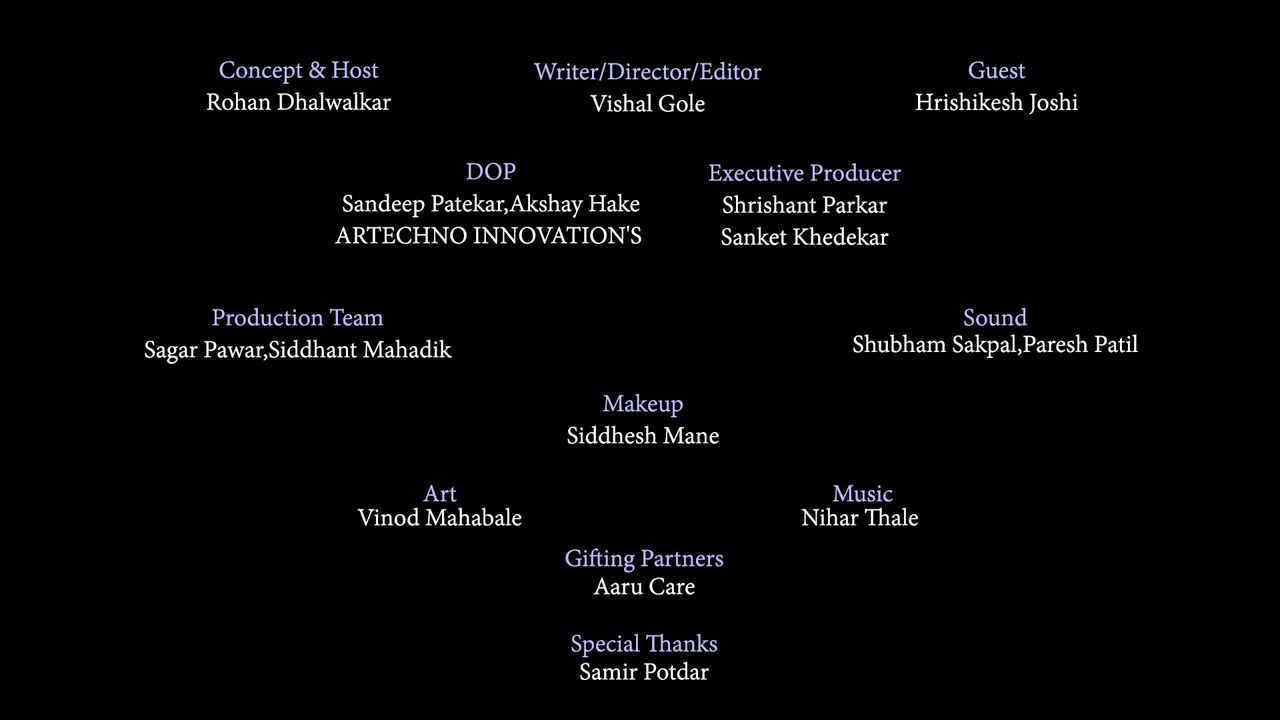 Concept & Host
Rohan Dhalwalkar
Writer/Director/Editor
Vishal Gole
Guest
Hrishikesh Joshi
DOP
Sandeep Patekar,Akshay Hake
ARTECHNO INNOVATION'S
Executive Producer
Shrishant Parkar
Sanket Khedekar
Production Team
Sagar Pawar,Siddhant Mahadik
Sound
Shubham Sakpal,Paresh Patil
Makeup
Siddhesh Mane
Art
Vinod Mahabale
Music
Nihar Thale
Gifting Partners
Aaru Care
Special Thanks
Samir Potdar